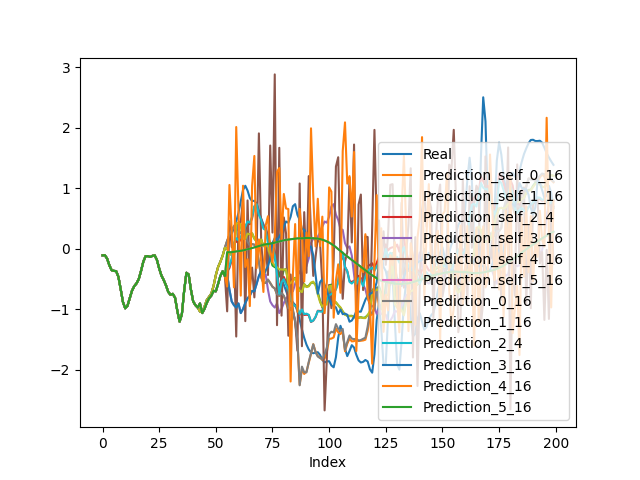 3
2
1
0
−1
−2
0
25
50
75
100
125
150
175
200
Index
Real
Prediction_self_0_16
Prediction_self_1_16
Prediction_self_2_4
Prediction_self_3_16
Prediction_self_4_16
Prediction_self_5_16
Prediction_0_16
Prediction_1_16
Prediction_2_4
Prediction_3_16
Prediction_4_16
Prediction_5_16